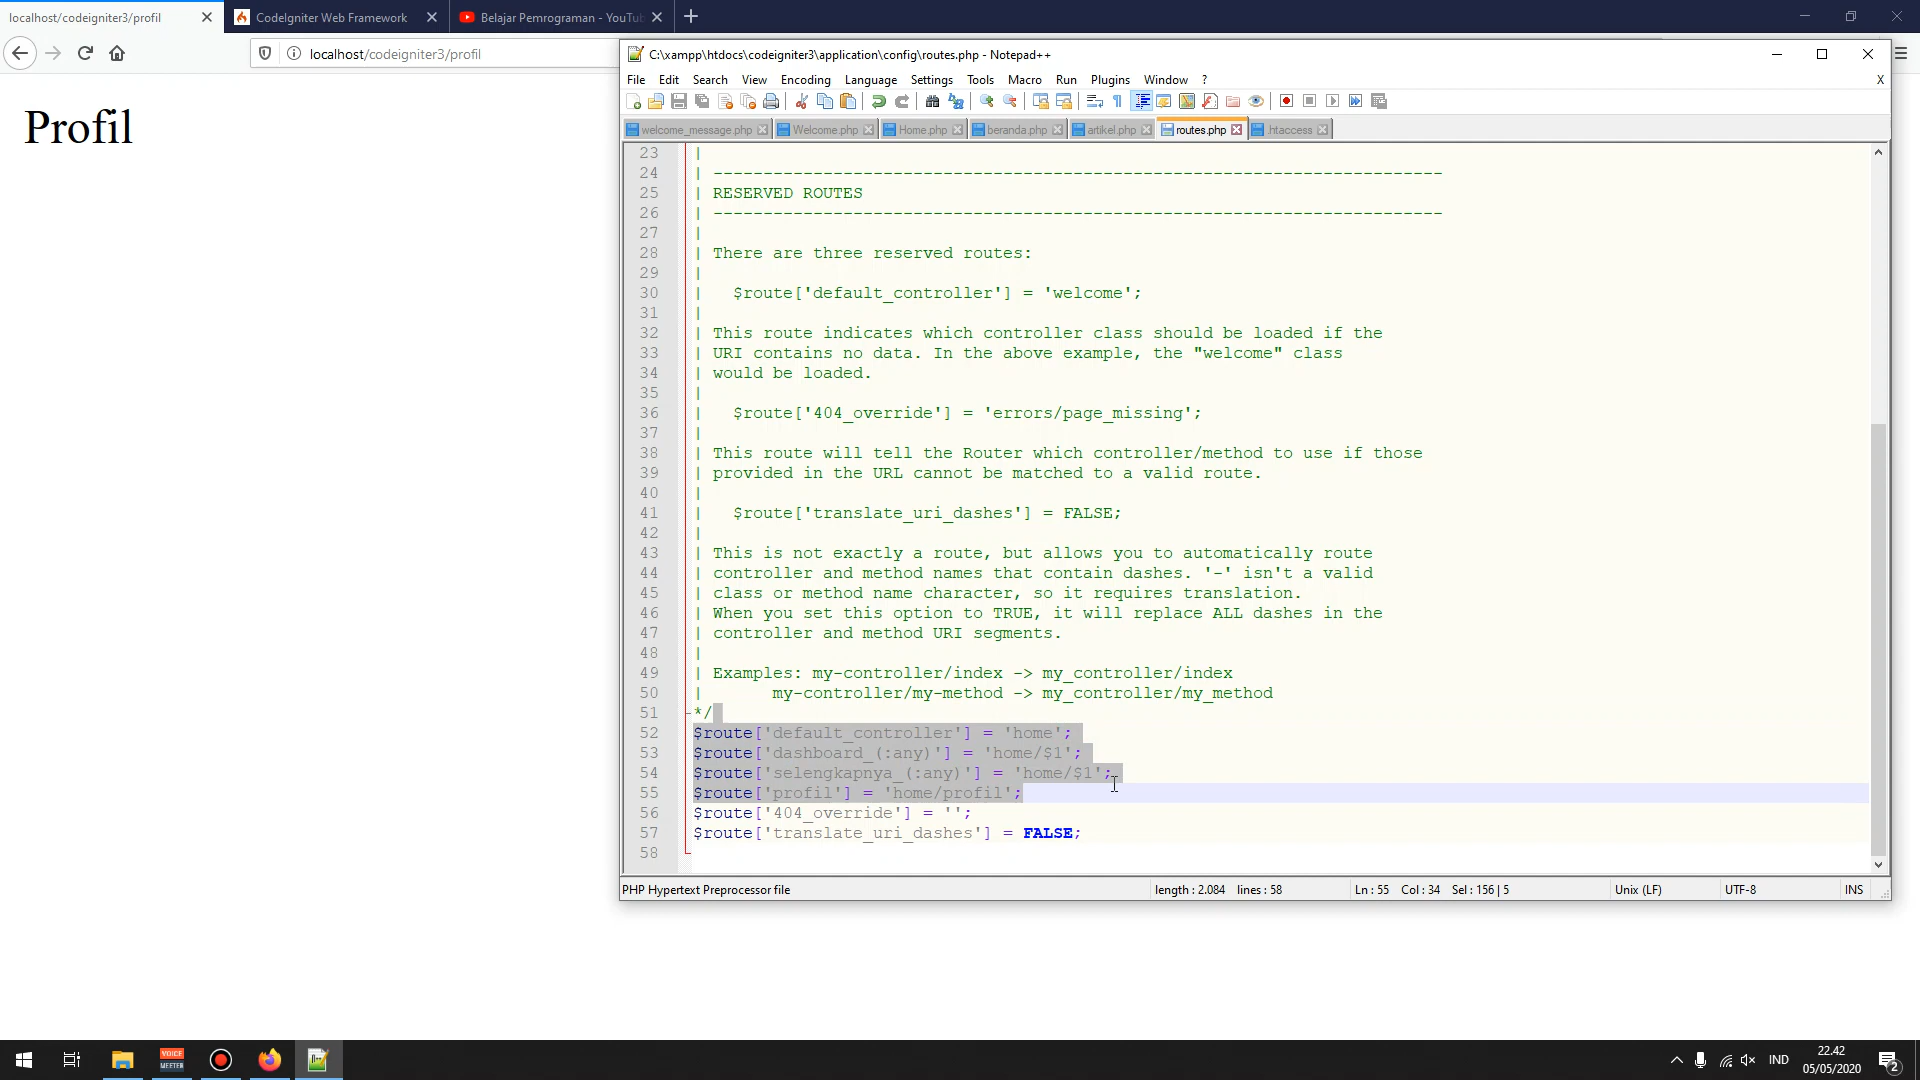 localhost/codeigniter3/profil
CodeIgniter Web Framework
Belajar Pemrograman - YouTu
localhost/codeigniter3/profil
Profil
C:\xampp\htdocs\codeigniter3\application\config\routes.php - Notepad++
File Edit Search View Encoding Language Settings Tools Macro Run Plugins Window ? X
welcome_message.php Welcome.php Home.php beranda.php artikel.php routes.php .htaccess
23 |
24 | -------------------------------------------------------------------------
25 | RESERVED ROUTES
26 | -------------------------------------------------------------------------
27 |
28 | There are three reserved routes:
29 |
30 | $route['default_controller'] = 'welcome';
31 |
32 | This route indicates which controller class should be loaded if the
33 | URI contains no data. In the above example, the "welcome" class
34 | would be loaded.
35 |
36 | $route['404_override'] = 'errors/page_missing';
37 |
38 | This route will tell the Router which controller/method to use if those
39 | provided in the URL cannot be matched to a valid route.
40 |
41 | $route['translate_uri_dashes'] = FALSE;
42 |
43 | This is not exactly a route, but allows you to automatically route
44 | controller and method names that contain dashes. '-' isn't a valid
45 | class or method name character, so it requires translation.
46 | When you set this option to TRUE, it will replace ALL dashes in the
47 | controller and method URI segments.
48 |
49 | Examples: my-controller/index -> my_controller/index
50 | my-controller/my-method -> my_controller/my_method
51 */
52 $route['default_controller'] = 'home';
53 $route['dashboard_(:any)'] = 'home/$1';
54 $route['selengkapnya_(:any)'] = 'home/$1';
55 $route['profil'] = 'home/profil';
56 $route['404_override'] = '';
57 $route['translate_uri_dashes'] = FALSE;
58
PHP Hypertext Preprocessor file length : 2.084 lines : 58 Ln : 55 Col : 34 Sel : 156 | 5 Unix (LF) UTF-8 INS
VOICE MEETER
IND
22.42
05/05/2020
2